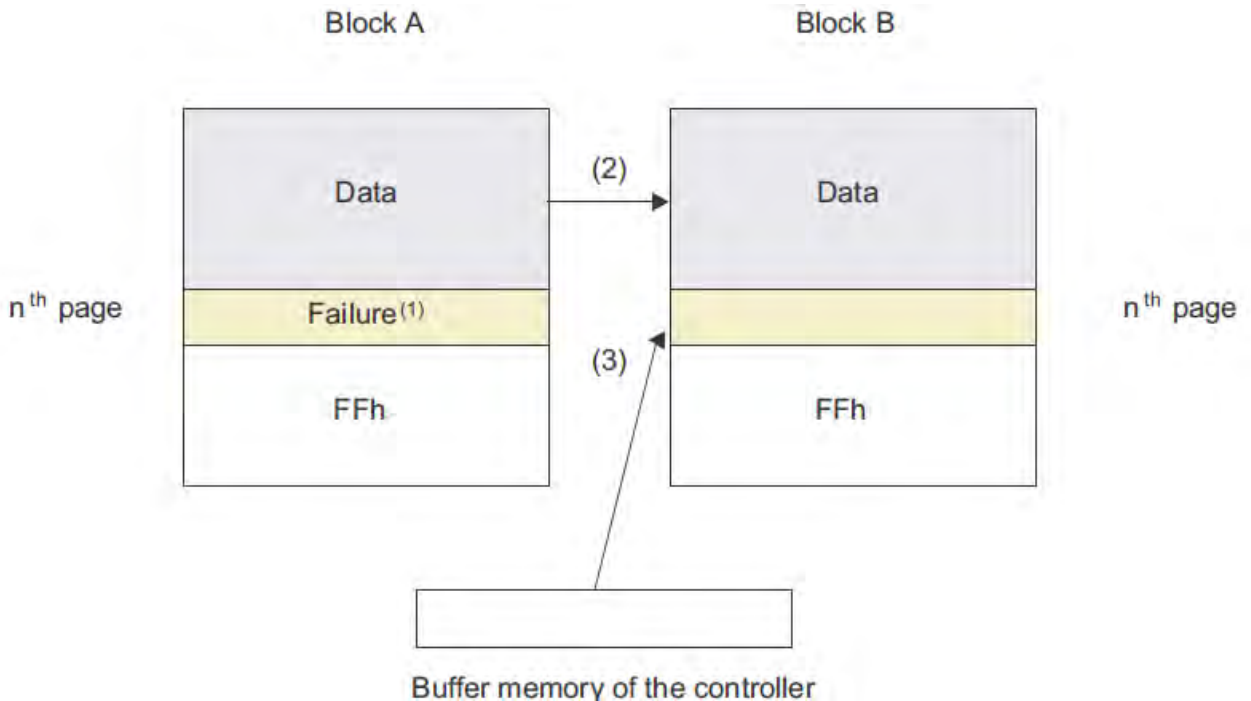 Block A
Block B
Data
(2)
Data
n th page
Failure(1)
n th page
(3)
FFh
FFh
Buffer memory of the controller